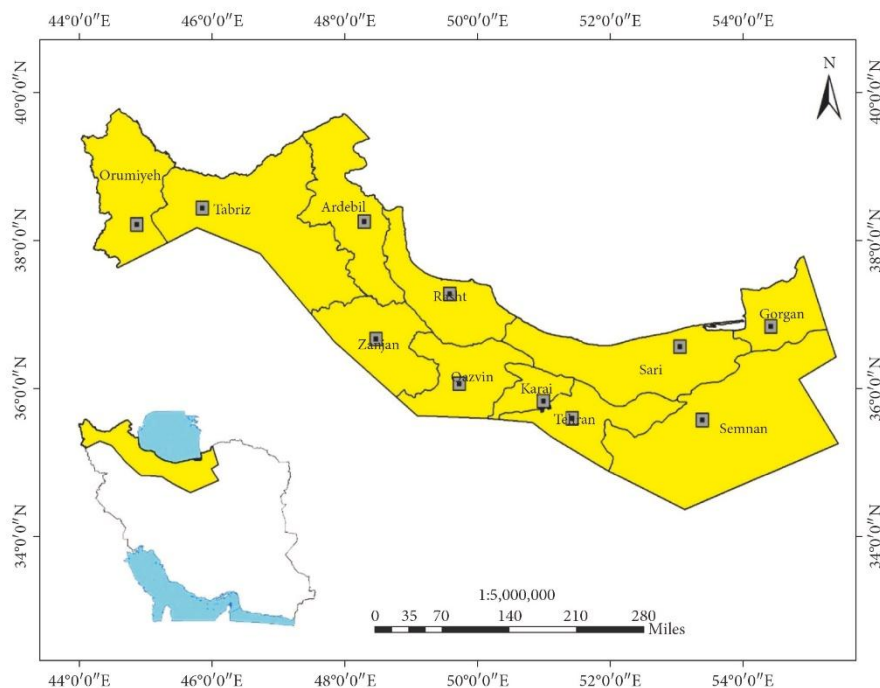 44°0′0″E 46°0′0″E 48°0′0″E 50°0′0″E 52°0′0″E 54°0′0″E
N
40°0′0″N 40°0′0″N
Orumiyeh
Tabriz
Ardebil
38°0′0″N 38°0′0″N
Rasht
Gorgan
Zanjan
Sari
Qazvin
Karaj
36°0′0″N 36°0′0″N
Tehran
Semnan
34°0′0″N 34°0′0″N
1:5,000,000
0 35 70 140 210 280
Miles
44°0′0″E 46°0′0″E 48°0′0″E 50°0′0″E 52°0′0″E 54°0′0″E